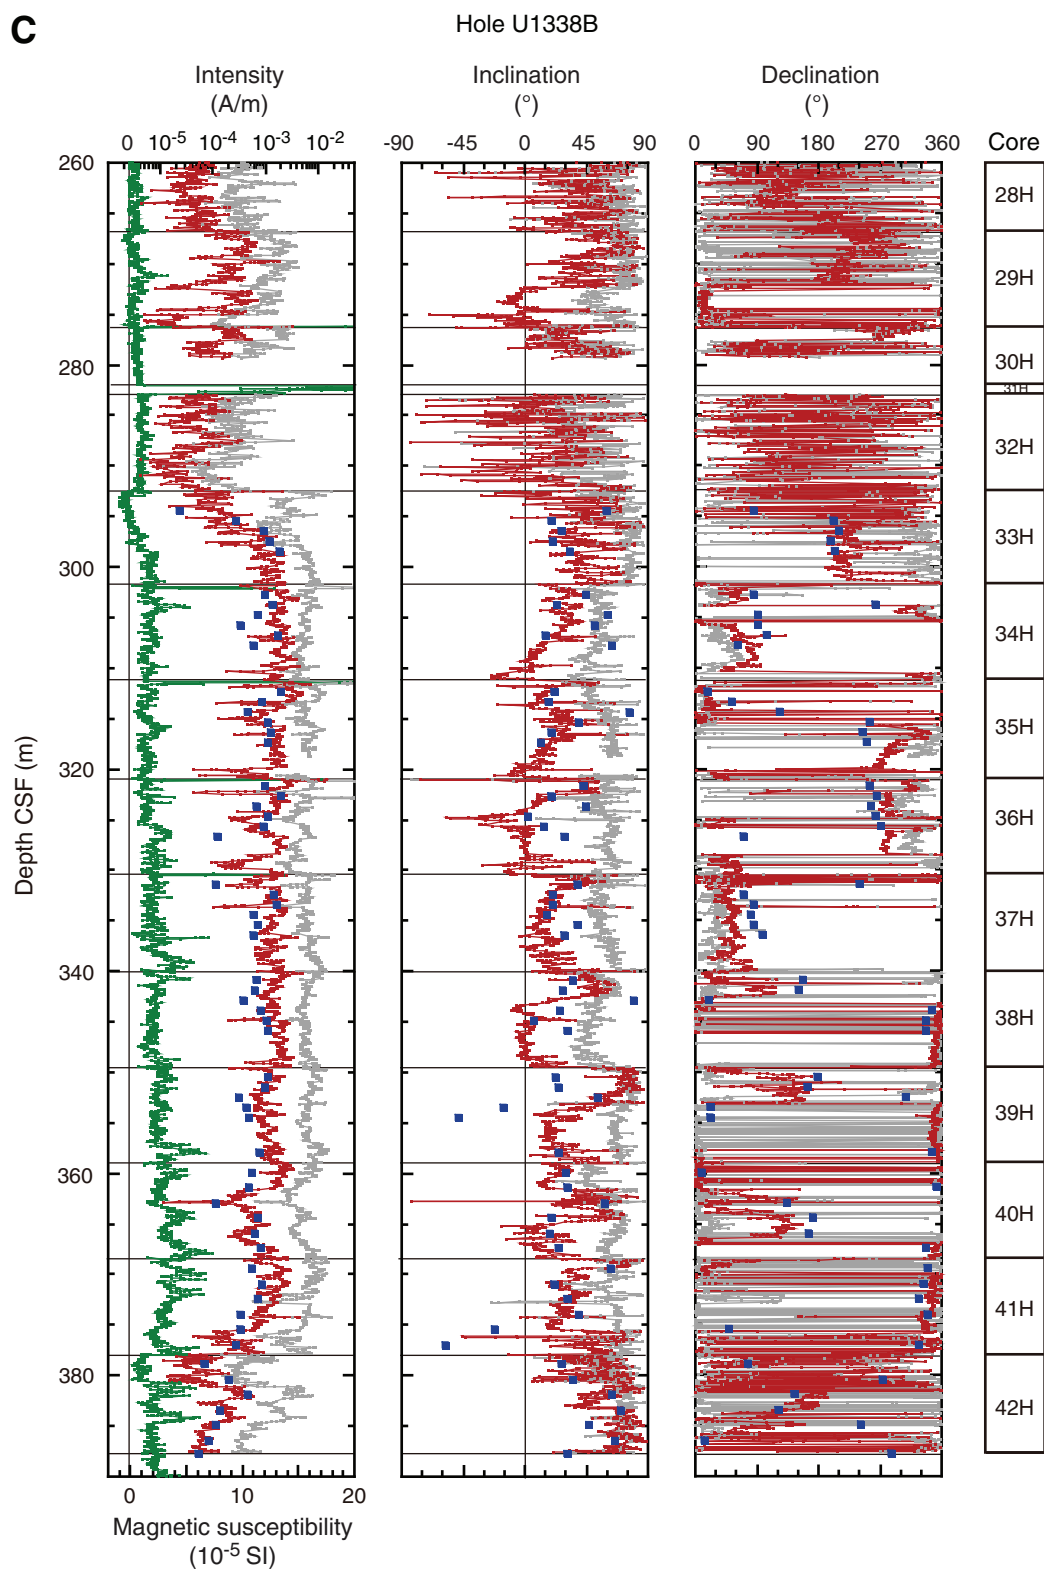 C
Hole U1338B
Intensity
(A/m)
Inclination
(°)
Declination
(°)
0 10-5 10-4 10-3 10-2
-90 -45 0 45 90
0 90 180 270 360
Core
260
280
300
320
340
360
380
Depth CSF (m)
28H
29H
30H
31H
32H
33H
34H
35H
36H
37H
38H
39H
40H
41H
42H
0 10 20
Magnetic susceptibility
(10-5 SI)